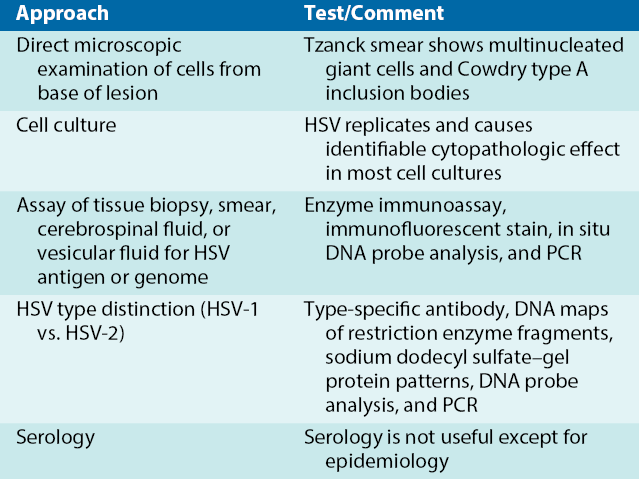 Approach Test/Comment
Direct microscopic Tzanck smear shows multinucleated
examination of cells from giant cells and Cowdry type A
base of lesion inclusion bodies
Cell culture HSV replicates and causes
identifiable cytopathologic effect
in most cell cultures
Assay of tissue biopsy, smear, Enzyme immunoassay,
cerebrospinal fluid, or immunofluorescent stain, in situ
vesicular fluid for HSV DNA probe analysis, and PCR
antigen or genome
HSV type distinction (HSV-1 Type-specific antibody, DNA maps
vs. HSV-2) of restriction enzyme fragments,
sodium dodecyl sulfate–gel
protein patterns, DNA probe
analysis, and PCR
Serology Serology is not useful except for
epidemiology